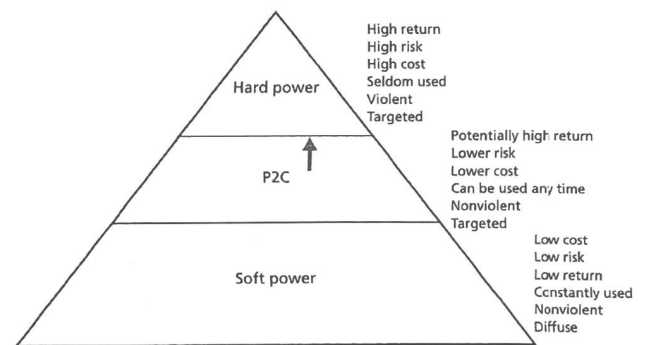 High return
High risk
High cost
Seldom used
Violent
Targeted
Hard power
Potentially high return
Lower risk
Lower cost
Can be used any time
Nonviolent
Targeted
P2C
Low cost
Low risk
Low return
Ccnstantly used
Nonviolent
Diffuse
Soft power